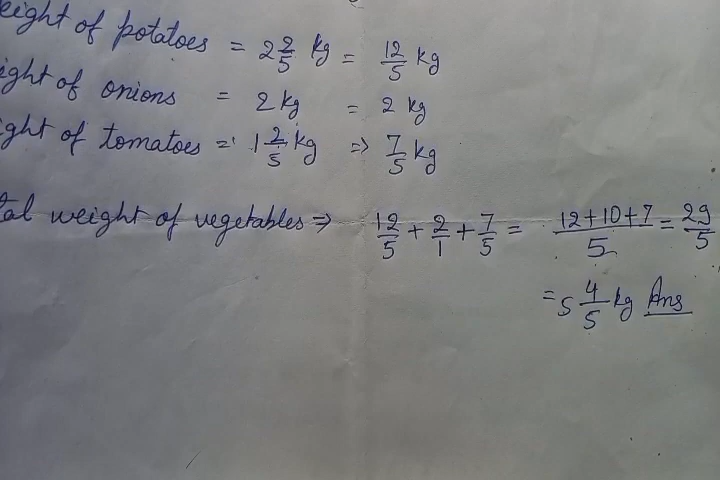 eight of potatoes = 2 2/5 kg = 12/5 kg
ight of onions = 2 kg = 2 kg
ight of tomatoes = 1 2/5 kg ⇒ 7/5 kg
tal weight of vegetables ⇒ 12/5 + 2/1 + 7/5 = 12+10+7/5 = 29/5
= 5 4/5 kg Ans